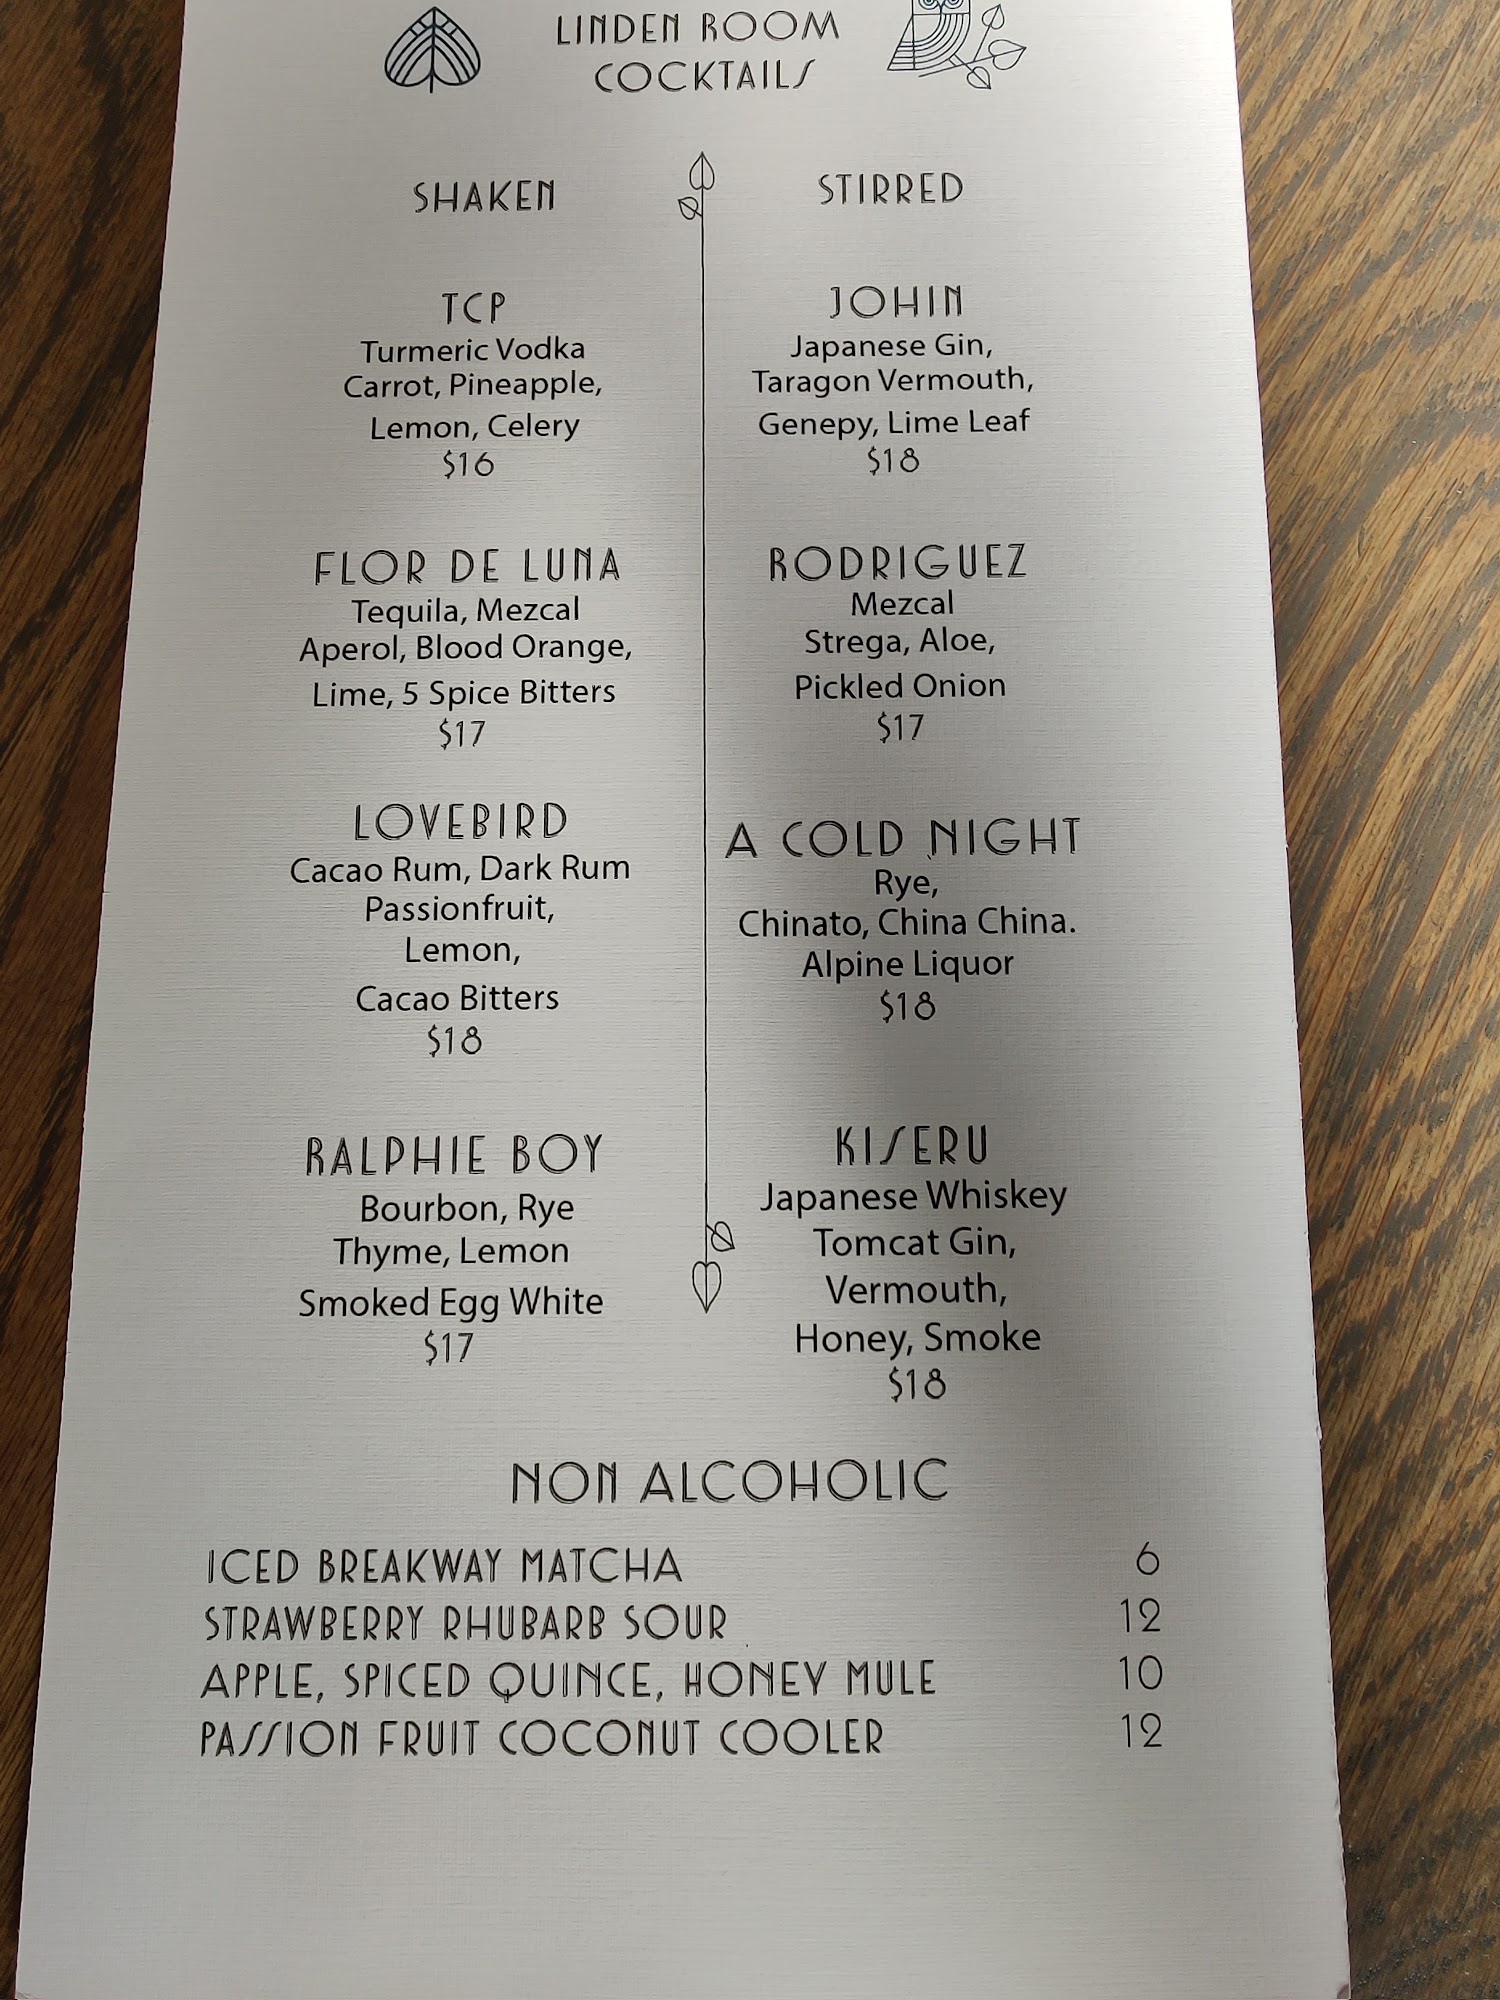 LINDEN ROOM
COCKTAILS
SHAKEN
TCP
Turmeric Vodka
Carrot, Pineapple,
Lemon, Celery
$16
FLOR DE LUNA
Tequila, Mezcal
Aperol, Blood Orange,
Lime, 5 Spice Bitters
$17
LOVEBIRD
Cacao Rum, Dark Rum
Passionfruit,
Lemon,
Cacao Bitters
$18
RALPHIE BOY
Bourbon, Rye
Thyme, Lemon
Smoked Egg White
$17
STIRRED
JOHIN
Japanese Gin,
Taragon Vermouth,
Genepy, Lime Leaf
$18
RODRIGUEZ
Mezcal
Strega, Aloe,
Pickled Onion
$17
A COLD NIGHT
Rye,
Chinato, China China.
Alpine Liquor
$18
KISERU
Japanese Whiskey
Tomcat Gin,
Vermouth,
Honey, Smoke
$18
NON ALCOHOLIC
ICED BREAKWAY MATCHA 6
STRAWBERRY RHUBARB SOUR 12
APPLE, SPICED QUINCE, HONEY MULE 10
PASSION FRUIT COCONUT COOLER 12